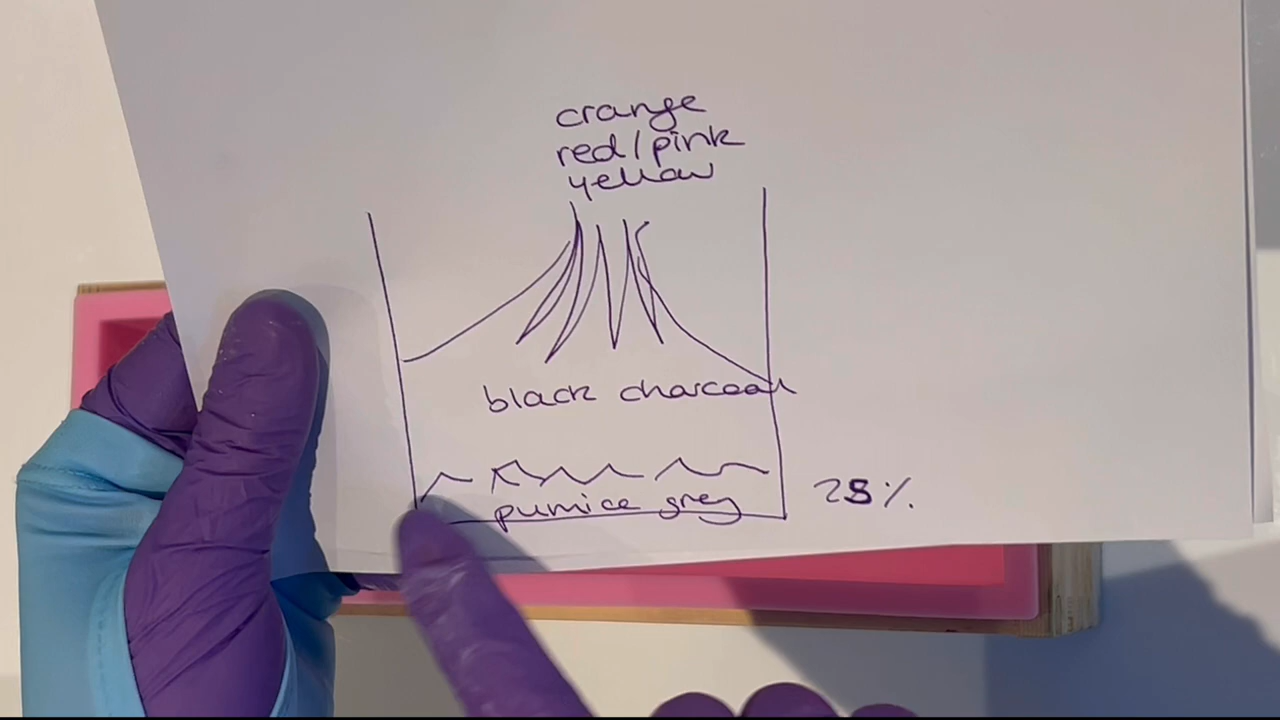 orange
red/pink
yellow
black charcoal
pumice grey
25%